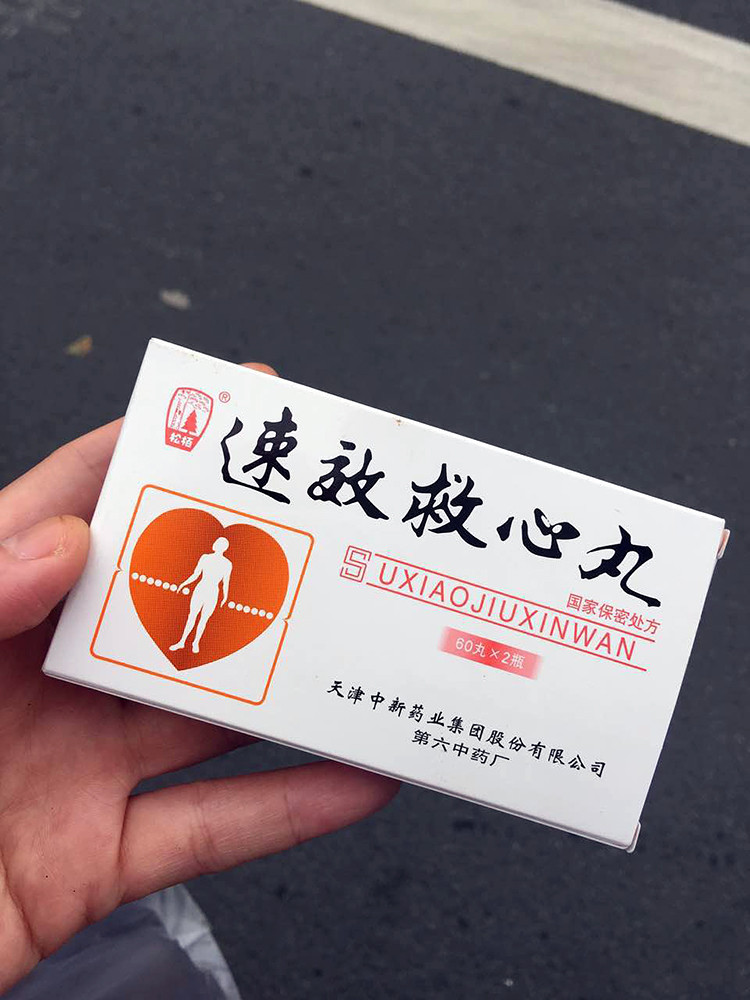 松栢
®
速效救心丸
SUXIAOJIUXINWAN
国家保密处方
60丸×2瓶
天津中新药业集团股份有限公司
第六中药厂